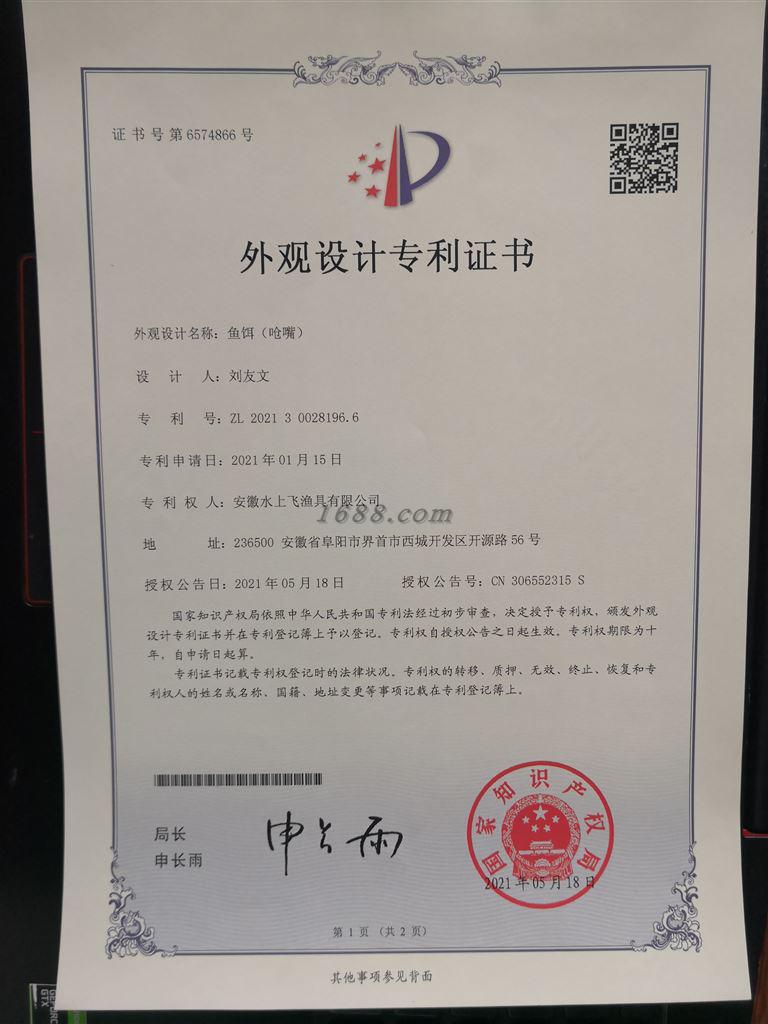 证书号第6574866号
外观设计专利证书
外观设计名称：鱼饵（呛嘴）
设计人：刘友文
专利号：ZL 2021 3 0028196.6
专利申请日：2021年01月15日
专利权人：安徽水上飞渔具有限公司
1688.com
地址：236500 安徽省阜阳市界首市西城开发区开源路56号
授权公告日：2021年05月18日 授权公告号：CN 306552315 S
国家知识产权局依照中华人民共和国专利法经过初步审查，决定授予专利权，颁发外观
设计专利证书并在专利登记簿上予以登记。专利权自授权公告之日起生效。专利权期限为十
年，自申请日起算。
专利证书记载专利权登记时的法律状况。专利权的转移、质押、无效、终止、恢复和专
利权人的姓名或名称、国籍、地址变更等事项记载在专利登记簿上。
局长
申长雨
申长雨
国家知识产权局
2021年05月18日
第1页（共2页）
其他事项参见背面
GEFORCE
GTX